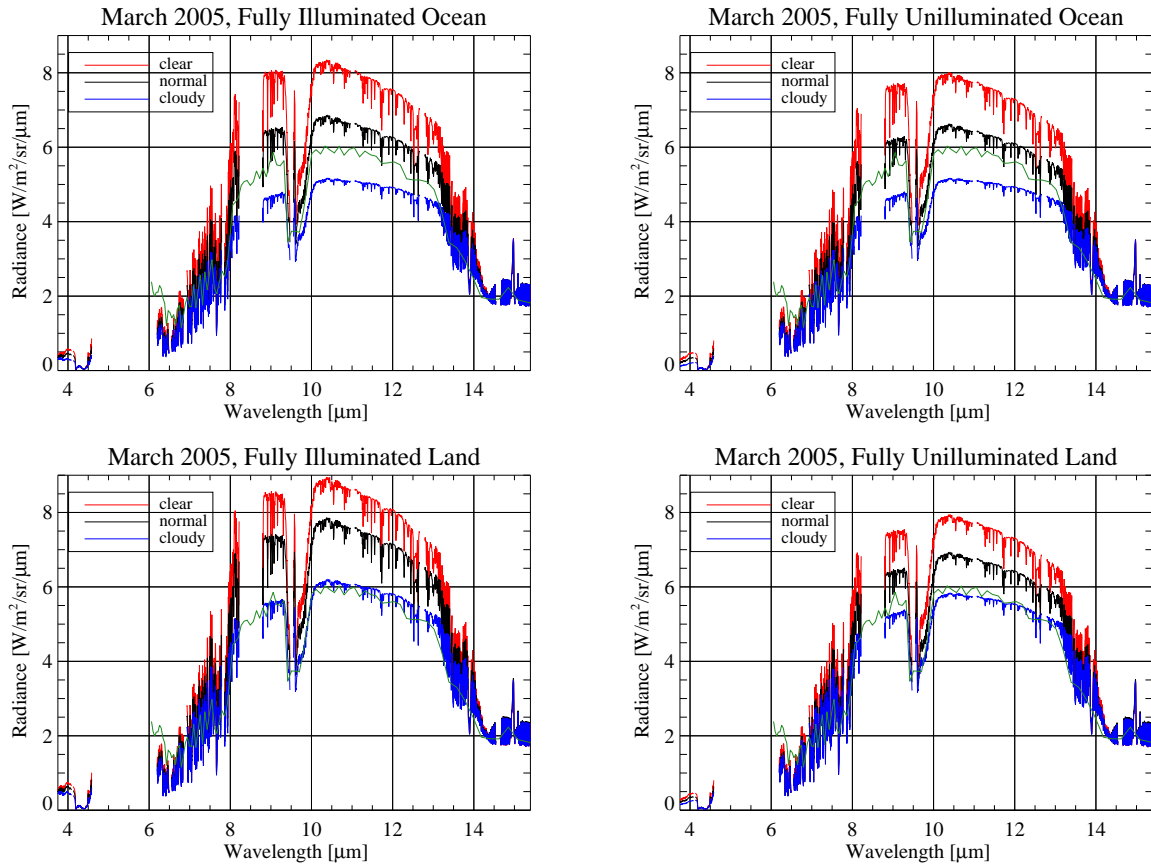 March 2005, Fully Illuminated Ocean
clear
normal
cloudy
Radiance [W/m²/sr/µm]
8
6
4
2
0
4 6 8 10 12 14
Wavelength [µm]
March 2005, Fully Unilluminated Ocean
clear
normal
cloudy
Radiance [W/m²/sr/µm]
8
6
4
2
0
4 6 8 10 12 14
Wavelength [µm]
March 2005, Fully Illuminated Land
clear
normal
cloudy
Radiance [W/m²/sr/µm]
8
6
4
2
0
4 6 8 10 12 14
Wavelength [µm]
March 2005, Fully Unilluminated Land
clear
normal
cloudy
Radiance [W/m²/sr/µm]
8
6
4
2
0
4 6 8 10 12 14
Wavelength [µm]